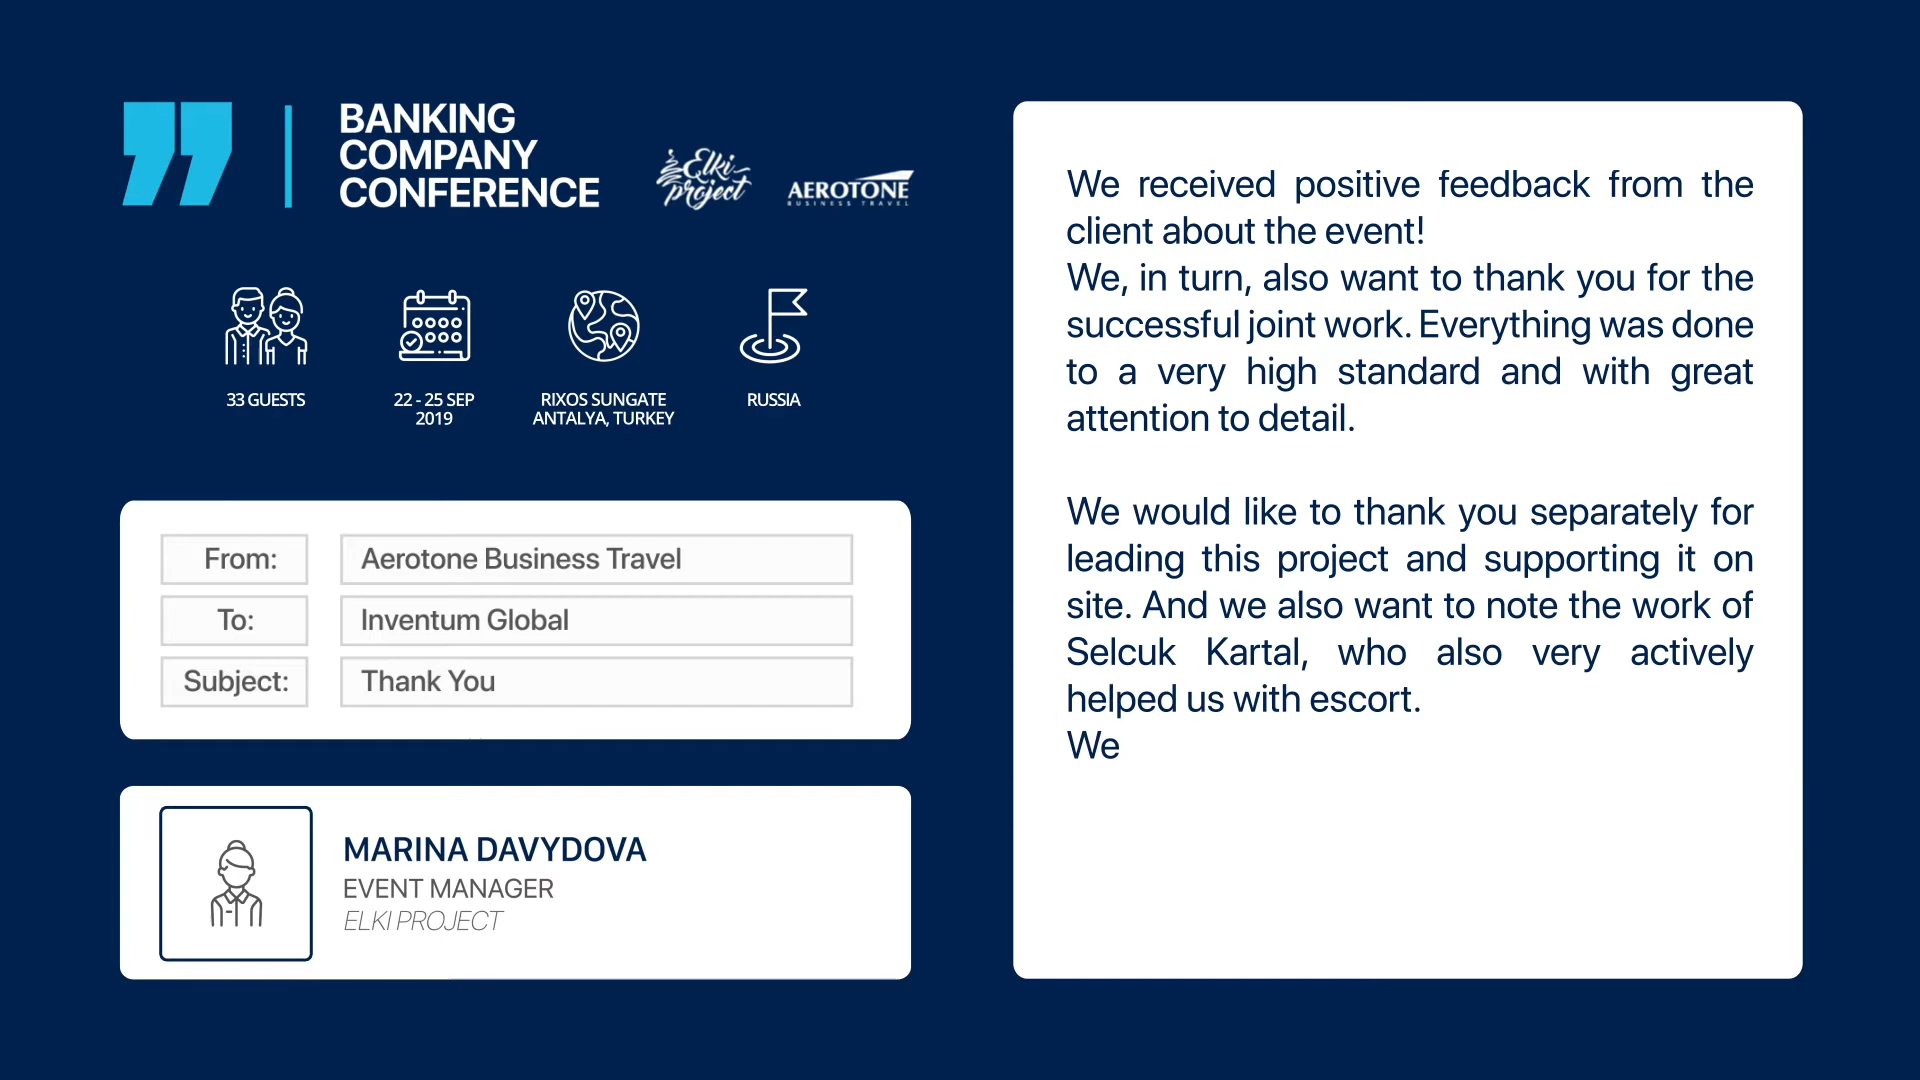 BANKING
COMPANY
CONFERENCE
Elki
project
AEROTONE
BUSINESS TRAVEL
33 GUESTS
22 - 25 SEP
2019
RIXOS SUNGATE
ANTALYA, TURKEY
RUSSIA
From:
Aerotone Business Travel
To:
Inventum Global
Subject:
Thank You
MARINA DAVYDOVA
EVENT MANAGER
ELKI PROJECT
We received positive feedback from the
client about the event!
We, in turn, also want to thank you for the
successful joint work. Everything was done
to a very high standard and with great
attention to detail.
We would like to thank you separately for
leading this project and supporting it on
site. And we also want to note the work of
Selcuk Kartal, who also very actively
helped us with escort.
We